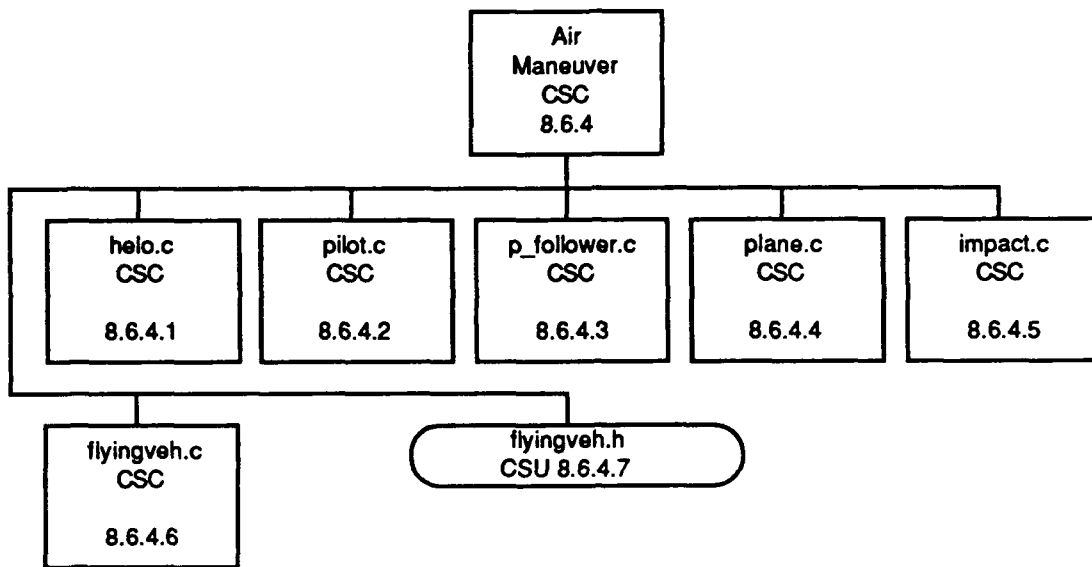 Air
Maneuver
CSC
8.6.4
helo.c
CSC
8.6.4.1
pilot.c
CSC
8.6.4.2
p_follower.c
CSC
8.6.4.3
plane.c
CSC
8.6.4.4
impact.c
CSC
8.6.4.5
flyingveh.c
CSC
8.6.4.6
flyingveh.h
CSU 8.6.4.7